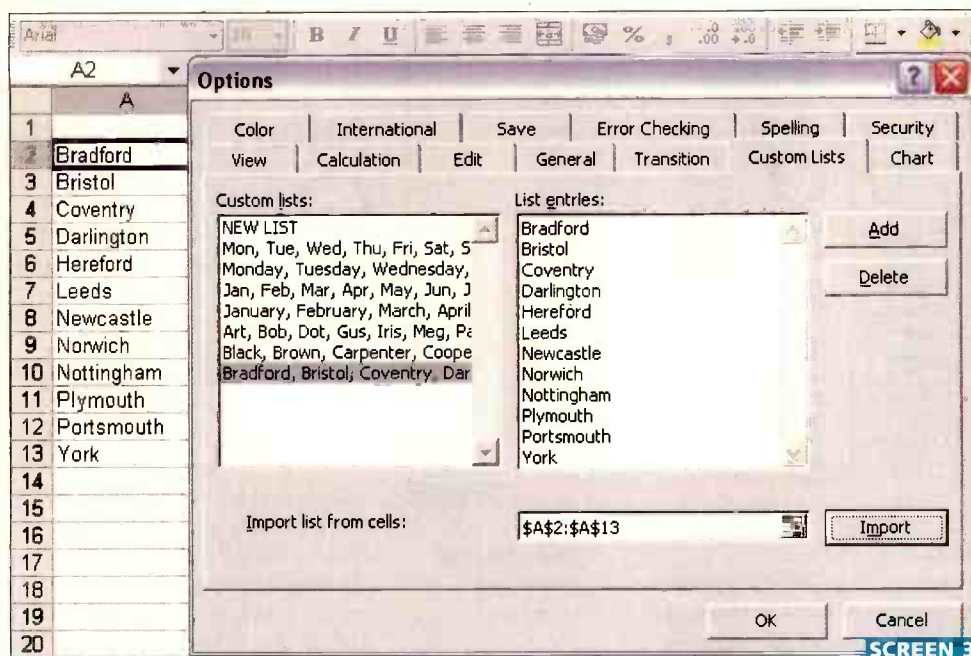 Arial 10 B I U % , .00 .0
A2
A
1
2 Bradford
3 Bristol
4 Coventry
5 Darlington
6 Hereford
7 Leeds
8 Newcastle
9 Norwich
10 Nottingham
11 Plymouth
12 Portsmouth
13 York
14
15
16
17
18
19
20
Options
Color International Save Error Checking Spelling Security
View Calculation Edit General Transition Custom Lists Chart
Custom lists:
NEW LIST
Mon, Tue, Wed, Thu, Fri, Sat, S
Monday, Tuesday, Wednesday,
Jan, Feb, Mar, Apr, May, Jun, J
January, February, March, April
Art, Bob, Dot, Gus, Iris, Meg, Pa
Black, Brown, Carpenter, Coope
Bradford, Bristol, Coventry, Dar
List entries:
Bradford
Bristol
Coventry
Darlington
Hereford
Leeds
Newcastle
Norwich
Nottingham
Plymouth
Portsmouth
York
Add
Delete
Import list from cells:
$A$2:$A$13
Import
OK
Cancel
SCREEN 3